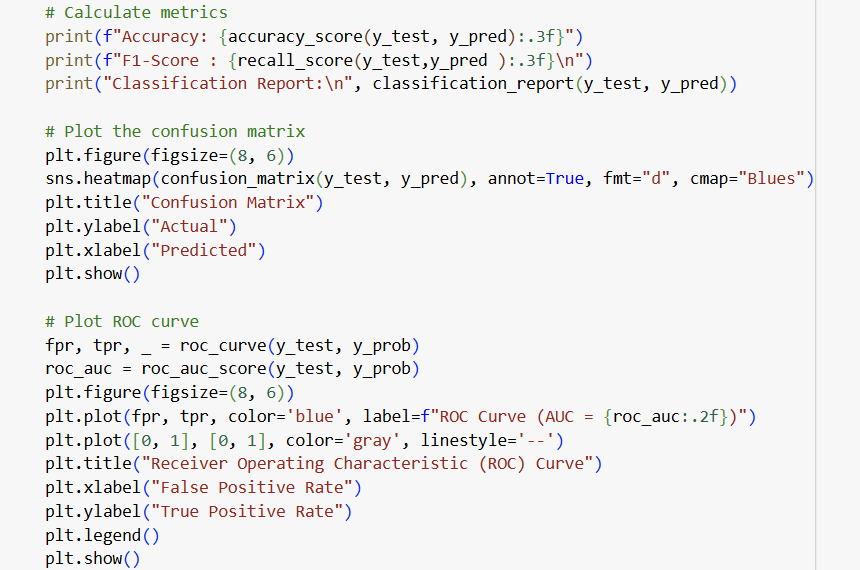 # Calculate metrics
print(f"Accuracy: {accuracy_score(y_test, y_pred):.3f}")
print(f"F1-Score : {recall_score(y_test,y_pred ):.3f}\n")
print("Classification Report:\n", classification_report(y_test, y_pred))
# Plot the confusion matrix
plt.figure(figsize=(8, 6))
sns.heatmap(confusion_matrix(y_test, y_pred), annot=True, fmt="d", cmap="Blues")
plt.title("Confusion Matrix")
plt.ylabel("Actual")
plt.xlabel("Predicted")
plt.show()
# Plot ROC curve
fpr, tpr, _ = roc_curve(y_test, y_prob)
roc_auc = roc_auc_score(y_test, y_prob)
plt.figure(figsize=(8, 6))
plt.plot(fpr, tpr, color='blue', label=f"ROC Curve (AUC = {roc_auc:.2f})")
plt.plot([0, 1], [0, 1], color='gray', linestyle='--')
plt.title("Receiver Operating Characteristic (ROC) Curve")
plt.xlabel("False Positive Rate")
plt.ylabel("True Positive Rate")
plt.legend()
plt.show()